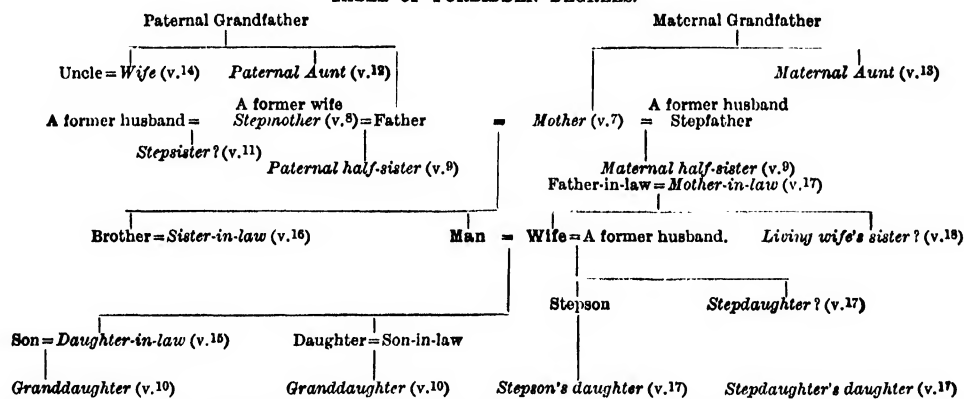 TABLE OF FORBIDDEN DEGREES.
Paternal Grandfather Maternal Grandfather
Uncle = Wife (v.14) Paternal Aunt (v.12) Maternal Aunt (v.13)
A former wife A former husband
A former husband = Stepmother (v.8) = Father = Mother (v.7) = Stepfather
Stepsister? (v.11) Paternal half-sister (v.9) Maternal half-sister (v.9)
Father-in-law = Mother-in-law (v.17)
Brother = Sister-in-law (v.16) Man = Wife = A former husband. Living wife's sister? (v.18)
Stepson Stepdaughter? (v.17)
Son = Daughter-in-law (v.15) Daughter = Son-in-law
Granddaughter (v.10) Granddaughter (v.10) Stepson's daughter (v.17) Stepdaughter's daughter (v.17)